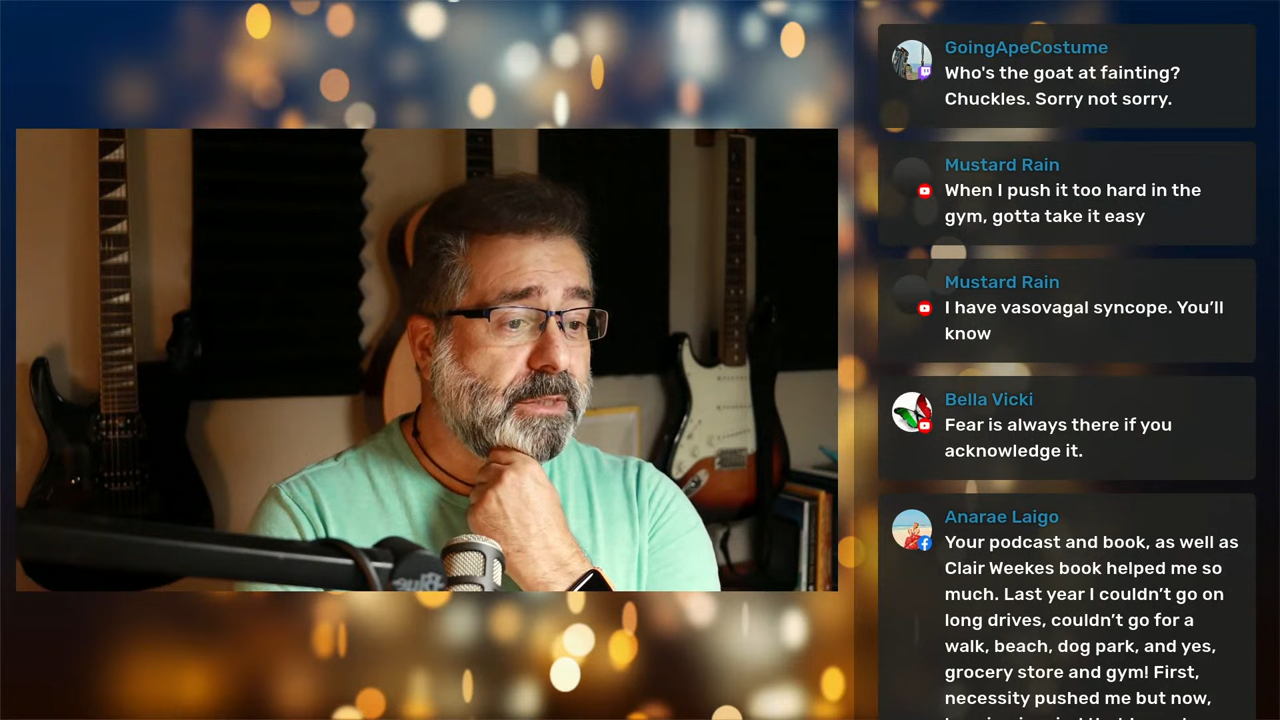 GoingApeCostume
Who's the goat at fainting?
Chuckles. Sorry not sorry.
Mustard Rain
When I push it too hard in the
gym, gotta take it easy
Mustard Rain
I have vasovagal syncope. You’ll
know
Bella Vicki
Fear is always there if you
acknowledge it.
Anarae Laigo
Your podcast and book, as well as
Clair Weekes book helped me so
much. Last year I couldn’t go on
long drives, couldn’t go for a
walk, beach, dog park, and yes,
grocery store and gym! First,
necessity pushed me but now,